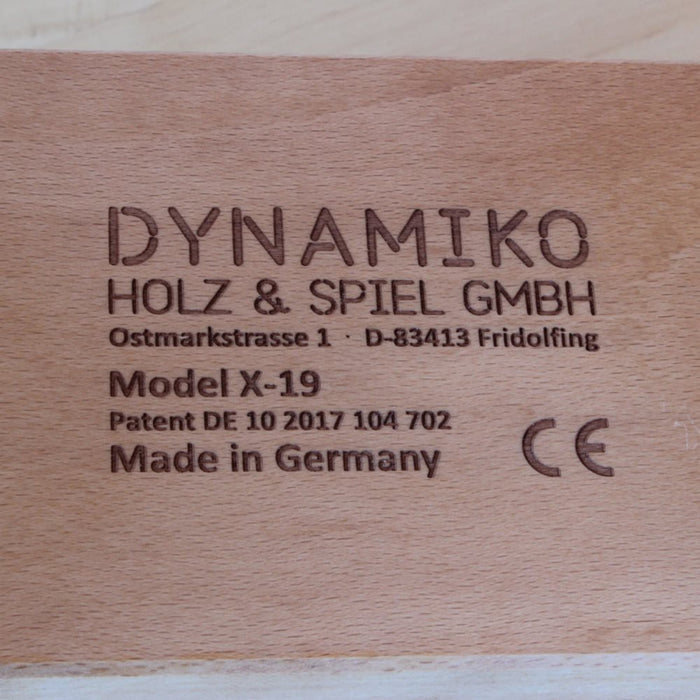 DYNAMIKO
HOLZ & SPIEL GMBH
Ostmarkstrasse 1 · D-83413 Fridolfing
Model X-19
Patent DE 10 2017 104 702
Made in Germany
CE